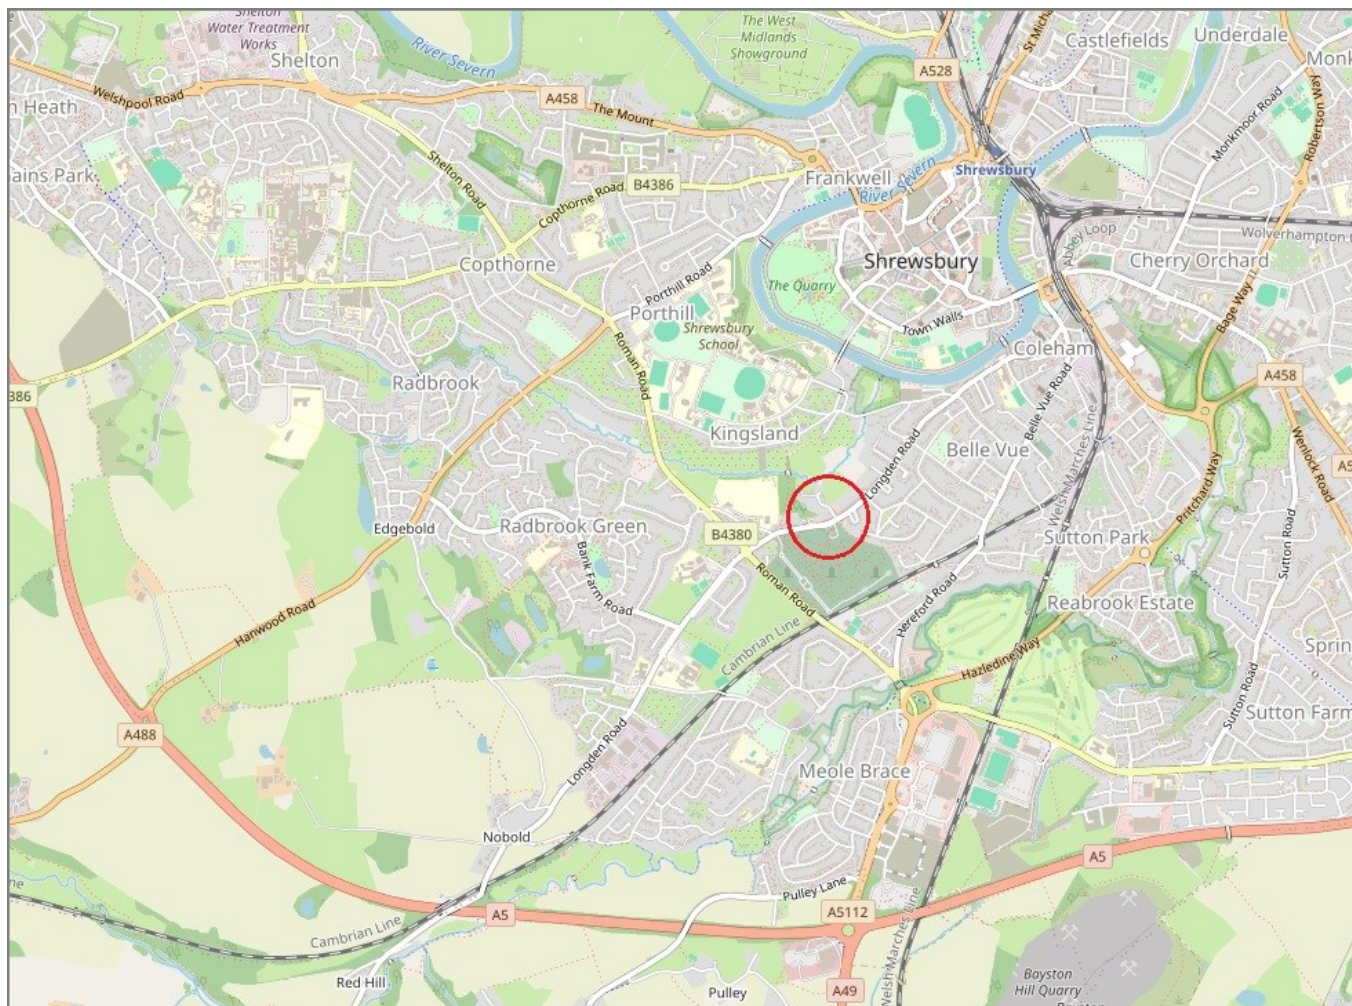 Shelton
Water Treatment
Works
Shelton
River Severn
The West
Midlands
Showground
A528
St Micha
Castlefields
Underdale
Monk
Welshpool Road
A458
The Mount
m Heath
Monkmoor Road
Robertson Way
ains Park
Shelton Road
Copthorne Road
B4386
Frankwell
River Severn
Shrewsbury
Abbey Loop
Wolverhampton
Copthorne
Shrewsbury
Cherry Orchard
Porthill Road
The Quarry
Porthill
Shrewsbury
School
Town Walls
Bage Way
Coleham
Roman Road
Radbrook
386
A458
Belle Vue Road
Kingsland
Belle Vue
Longden Road
Welsh Marches Line
Wenlock Road
A5
Pritchard Way
Edgebold
Radbrook Green
B4380
Sutton Park
Sutton Road
Bank Farm Road
Roman Road
Hereford Road
Reabrook Estate
Hanwood Road
Cambrian Line
Hazledine Way
Sprin
Sutton Road
Sutton Farm
A488
Longden Road
Meole Brace
Nobold
A5
Pulley Lane
A5
A5112
Cambrian Line
ne
Welsh Marches Line
Red Hill
Pulley
A49
Bayston
Hill Quarry